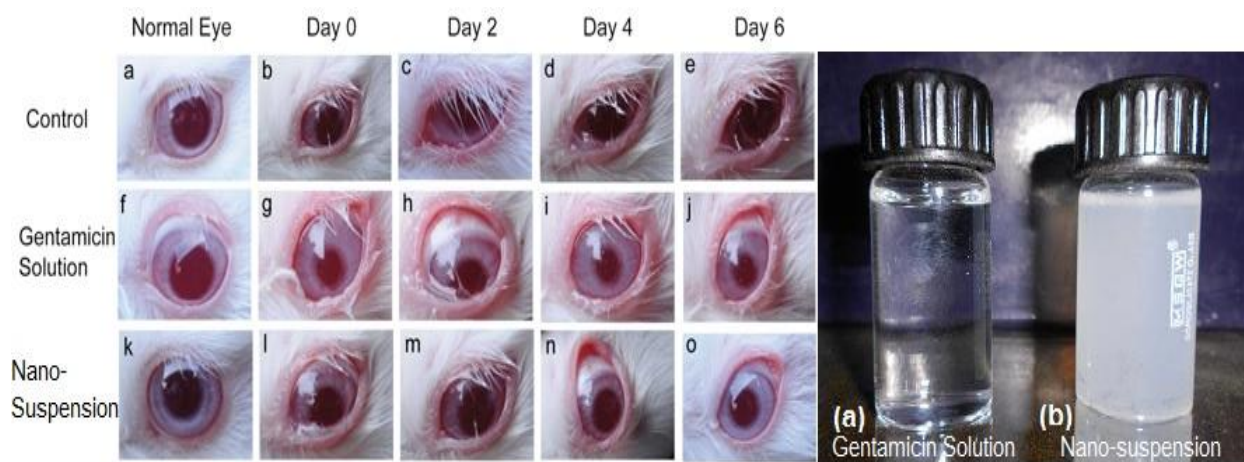 Normal Eye Day 0 Day 2 Day 4 Day 6
Control
a b c d e
Gentamicin
Solution
f g h i j
Nano-
Suspension
k l m n o
(a) (b)
Gentamicin Solution Nano-suspension